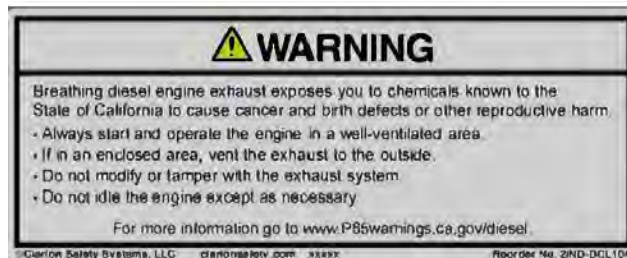 WARNING
Breathing diesel engine exhaust exposes you to chemicals known to the
State of California to cause cancer and birth defects or other reproductive harm.
• Always start and operate the engine in a well-ventilated area.
• If in an enclosed area, vent the exhaust to the outside.
• Do not modify or tamper with the exhaust system.
• Do not idle the engine except as necessary.
For more information go to www.P65warnings.ca.gov/diesel.
©Clarion Safety Systems, LLC clarionsafety.com xxxxx Reorder No.